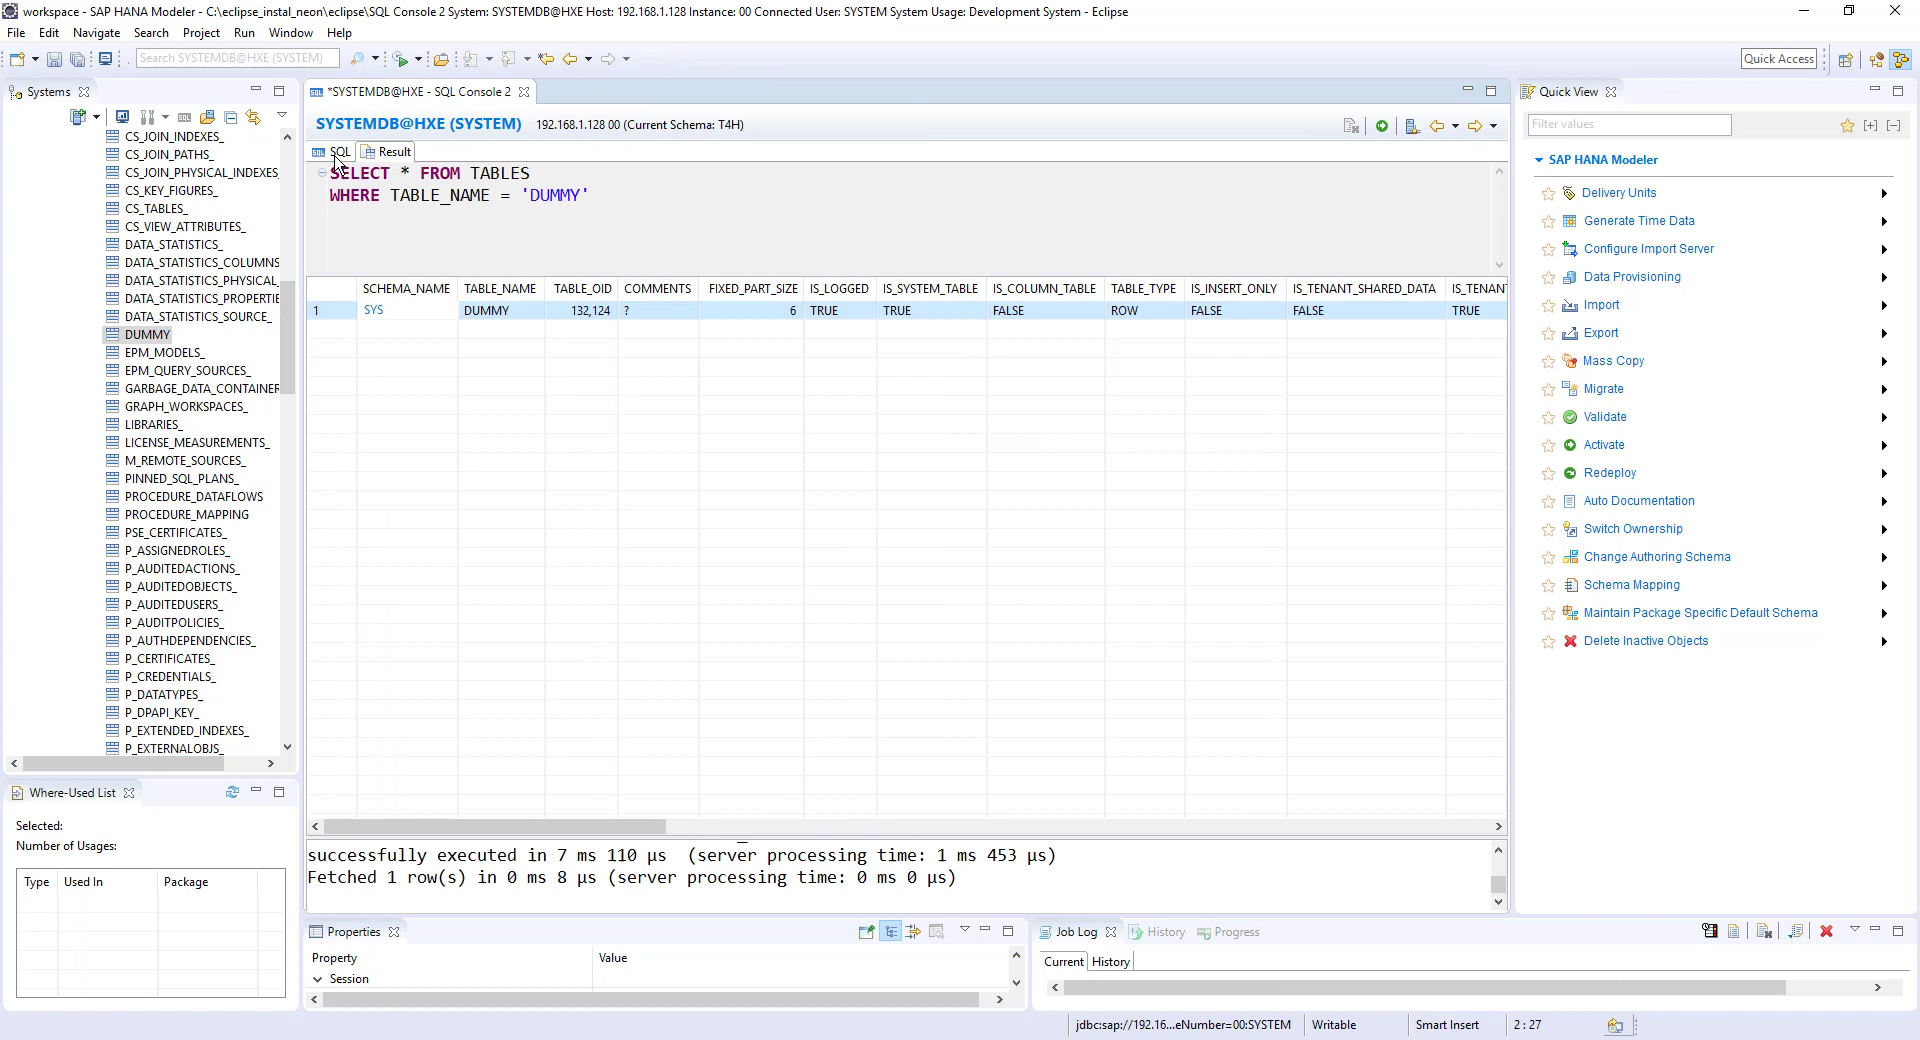 workspace - SAP HANA Modeler - C:\eclipse_instal_neon\eclipse\SQL Console 2 System: SYSTEMDB@HXE Host: 192.168.1.128 Instance: 00 Connected User: SYSTEM System Usage: Development System - Eclipse
File Edit Navigate Search Project Run Window Help
Search SYSTEMDB@HXE (SYSTEM) Quick Access
Systems
CS_JOIN_INDEXES_
CS_JOIN_PATHS_
CS_JOIN_PHYSICAL_INDEXES_
CS_KEY_FIGURES_
CS_TABLES_
CS_VIEW_ATTRIBUTES_
DATA_STATISTICS_
DATA_STATISTICS_COLUMNS
DATA_STATISTICS_PHYSICAL_
DATA_STATISTICS_PROPERTIE
DATA_STATISTICS_SOURCE_
DUMMY
EPM_MODELS_
EPM_QUERY_SOURCES_
GARBAGE_DATA_CONTAINER
GRAPH_WORKSPACES_
LIBRARIES_
LICENSE_MEASUREMENTS_
M_REMOTE_SOURCES_
PINNED_SQL_PLANS_
PROCEDURE_DATAFLOWS
PROCEDURE_MAPPING
PSE_CERTIFICATES_
P_ASSIGNEDROLES_
P_AUDITEDACTIONS_
P_AUDITEDOBJECTS_
P_AUDITEDUSERS_
P_AUDITPOLICIES_
P_AUTHDEPENDENCIES_
P_CERTIFICATES_
P_CREDENTIALS_
P_DATATYPES_
P_DPAPI_KEY_
P_EXTENDED_INDEXES_
P_EXTERNALOBJS_
Where-Used List
Selected:
Number of Usages:
Type Used In Package
*SYSTEMDB@HXE - SQL Console 2
SYSTEMDB@HXE (SYSTEM) 192.168.1.128 00 (Current Schema: T4H)
SQL Result
SELECT * FROM TABLES
WHERE TABLE_NAME = 'DUMMY'
SCHEMA_NAME TABLE_NAME TABLE_OID COMMENTS FIXED_PART_SIZE IS_LOGGED IS_SYSTEM_TABLE IS_COLUMN_TABLE TABLE_TYPE IS_INSERT_ONLY IS_TENANT_SHARED_DATA IS_TENANT
1 SYS DUMMY 132,124 ? 6 TRUE TRUE FALSE ROW FALSE FALSE TRUE
successfully executed in 7 ms 110 µs (server processing time: 1 ms 453 µs)
Fetched 1 row(s) in 0 ms 8 µs (server processing time: 0 ms 0 µs)
Properties
Property Value
Session
Job Log History Progress
Current History
Quick View
Filter values
SAP HANA Modeler
Delivery Units
Generate Time Data
Configure Import Server
Data Provisioning
Import
Export
Mass Copy
Migrate
Validate
Activate
Redeploy
Auto Documentation
Switch Ownership
Change Authoring Schema
Schema Mapping
Maintain Package Specific Default Schema
Delete Inactive Objects
jdbc:sap://192.16...eNumber=00:SYSTEM Writable Smart Insert 2 : 27